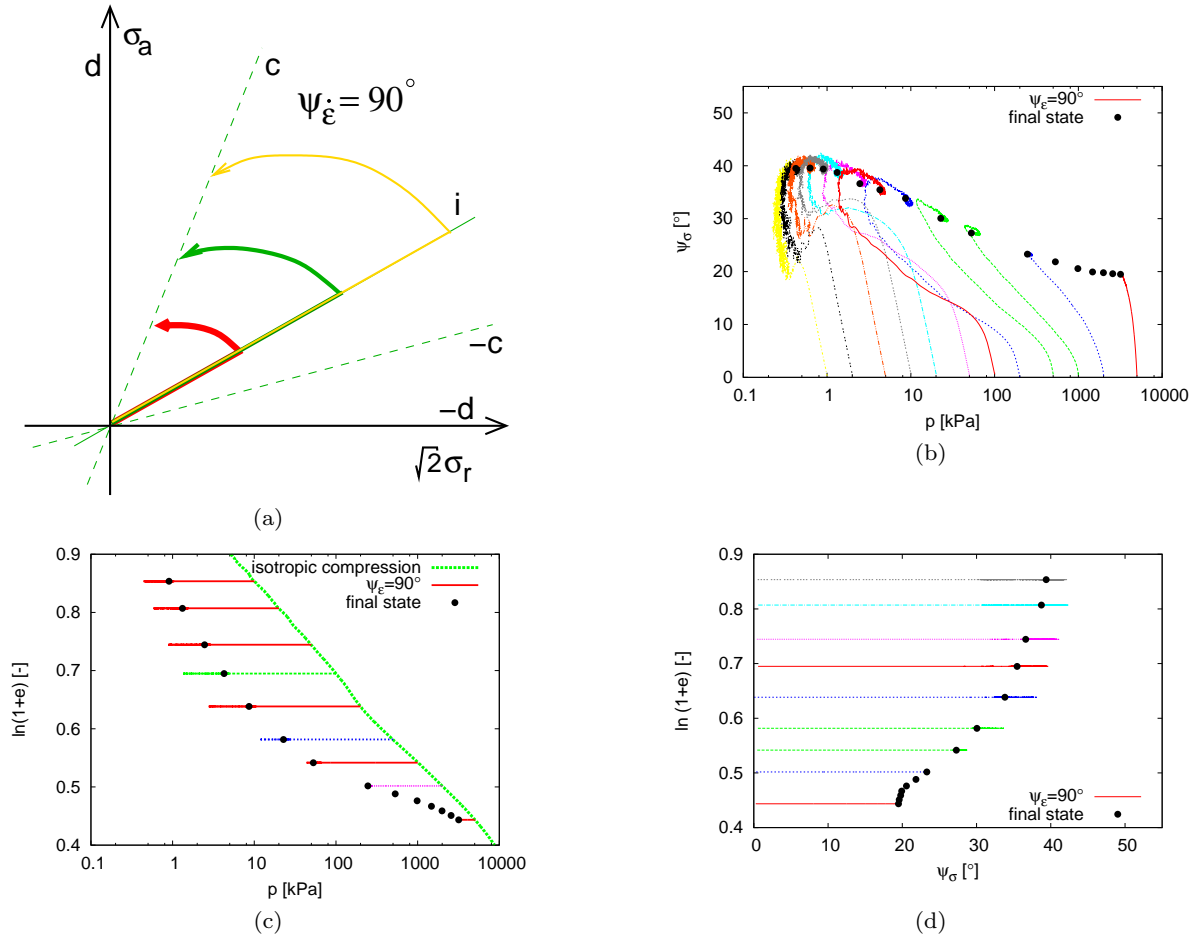 σa
d
c
ψε̇ = 90°
i
−c
−d
√2σr
(a)
ψσ [°]
50
40
30
20
10
0
0.1
1
10
100
1000
10000
p [kPa]
ψε=90°
final state
(b)
ln(1+e) [-]
0.9
0.8
0.7
0.6
0.5
0.4
0.1
1
10
100
1000
10000
p [kPa]
isotropic compression
ψε=90°
final state
(c)
ln (1+e) [-]
0.9
0.8
0.7
0.6
0.5
0.4
0
10
20
30
40
50
ψσ [°]
ψε=90°
final state
(d)